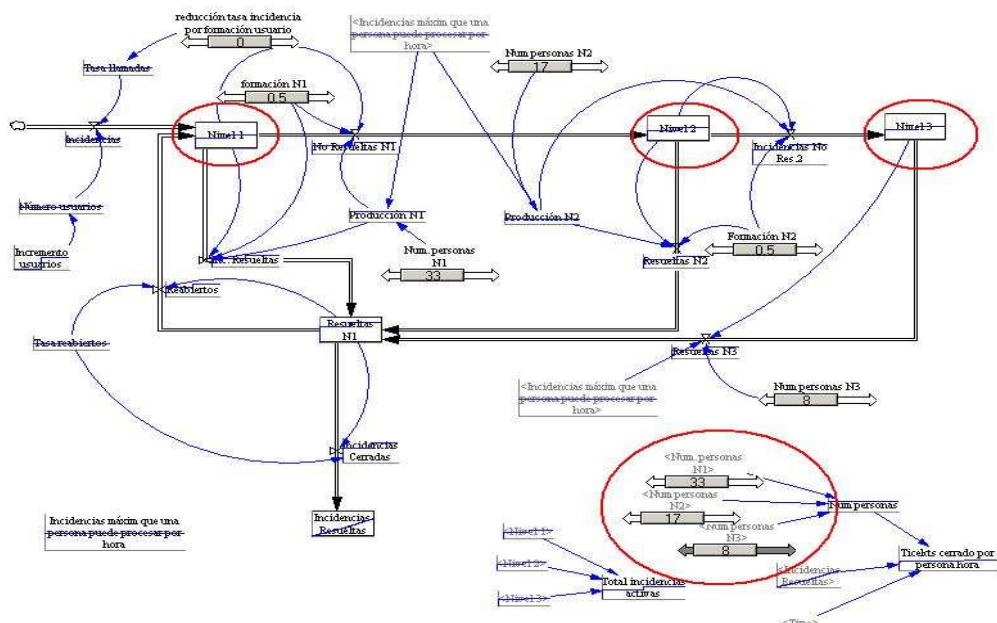 reducción tasa incidencia
por formación usuario
0
<Incidencias máxim que una
persona puede procesar por
hora>
Num personas N2
17
Tasa llamadas
formación N1
0.5
Nivel 1
Nivel 2
Nivel 3
Incidencias
No Resueltas N1
Incidencias No
Res.2
Número usuarios
Producción N1
Producción N2
Incremento
usuarios
Num. personas
N1
33
Formación N2
0.5
Inc. Resueltas
Resueltas N2
Reabiertos
Resueltas
N1
Tasa reabiertos
Resueltas N3
<Incidencias máxim que una
persona puede procesar por
hora>
Num personas N3
8
Incidencias
Cerradas
<Num. personas
N1>
33
<Num personas
N2>
17
<Num personas
N3>
8
Num personas
Incidencias máxim que una
persona puede procesar por
hora
Incidencias
Resueltas
<Nivel 1>
<Nivel 2>
<Nivel 3>
Total incidencias
activas
<Incidencias
Resueltas>
Ticekts cerrado por
persona hora
<Time>